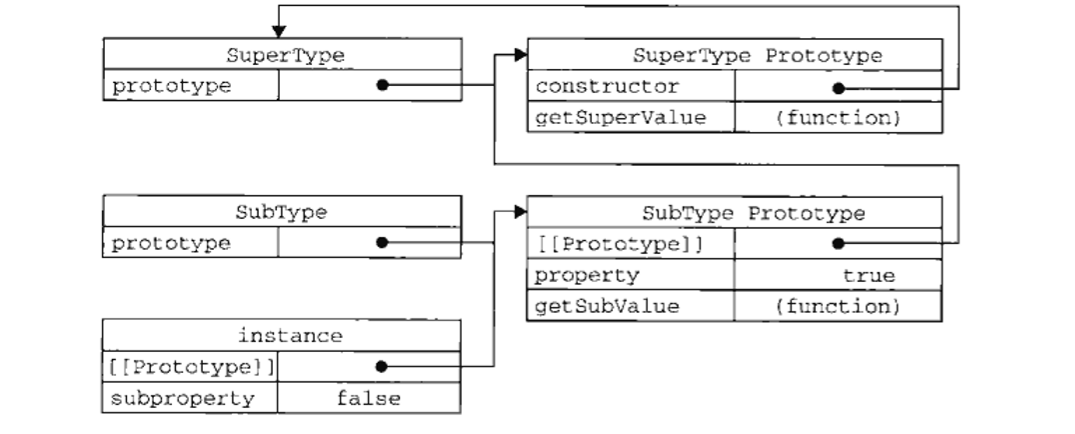 SuperType
prototype
SuperType Prototype
constructor
getSuperValue (function)
SubType
prototype
SubType Prototype
[[Prototype]]
property true
getSubValue (function)
instance
[[Prototype]]
subproperty false